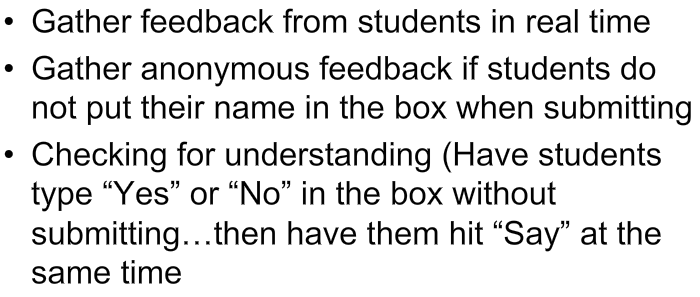 • Gather feedback from students in real time
• Gather anonymous feedback if students do
not put their name in the box when submitting
• Checking for understanding (Have students
type “Yes” or “No” in the box without
submitting…then have them hit “Say” at the
same time